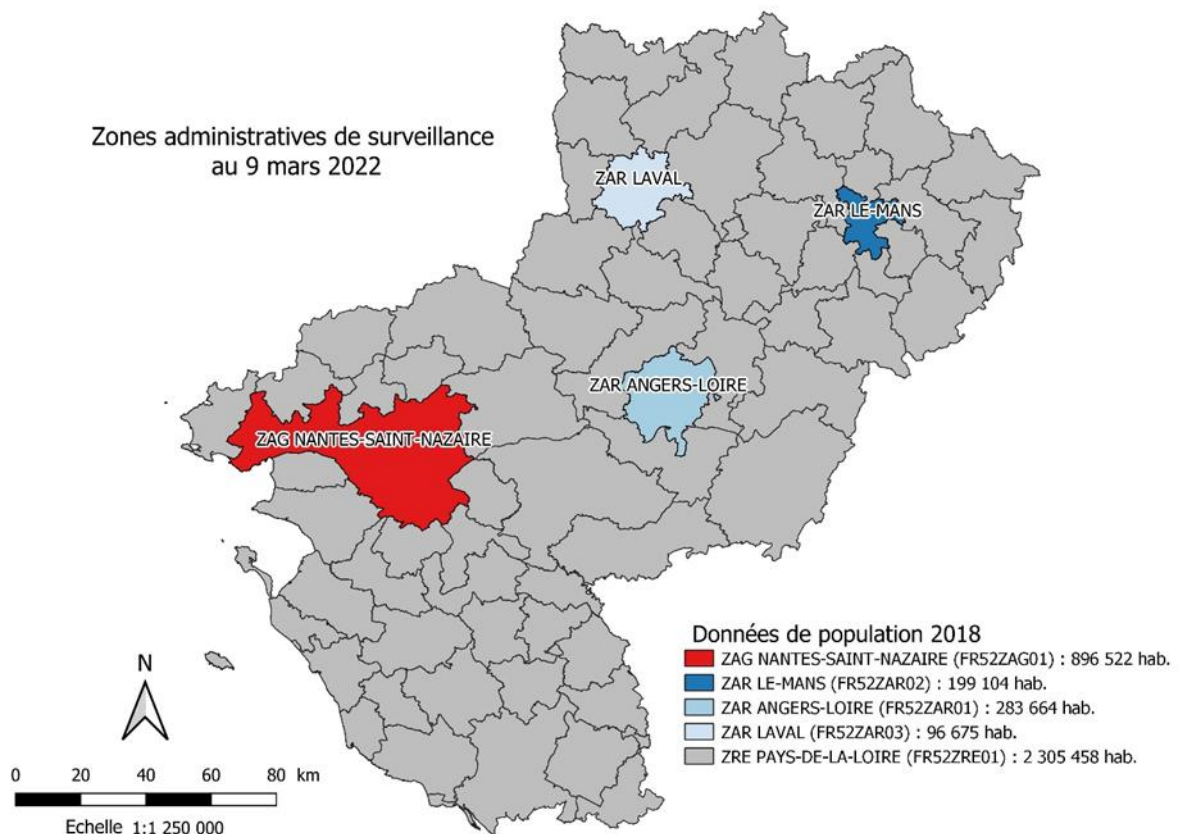 Zones administratives de surveillance
au 9 mars 2022
ZAR LAVAL
ZAR LE-MANS
ZAR ANGERS-LOIRE
ZAG NANTES-SAINT-NAZAIRE
Données de population 2018
ZAG NANTES-SAINT-NAZAIRE (FR52ZAG01) : 896 522 hab.
ZAR LE-MANS (FR52ZAR02) : 199 104 hab.
ZAR ANGERS-LOIRE (FR52ZAR01) : 283 664 hab.
ZAR LAVAL (FR52ZAR03) : 96 675 hab.
ZRE PAYS-DE-LA-LOIRE (FR52ZRE01) : 2 305 458 hab.
N
0 20 40 60 80 km
Echelle 1:1 250 000